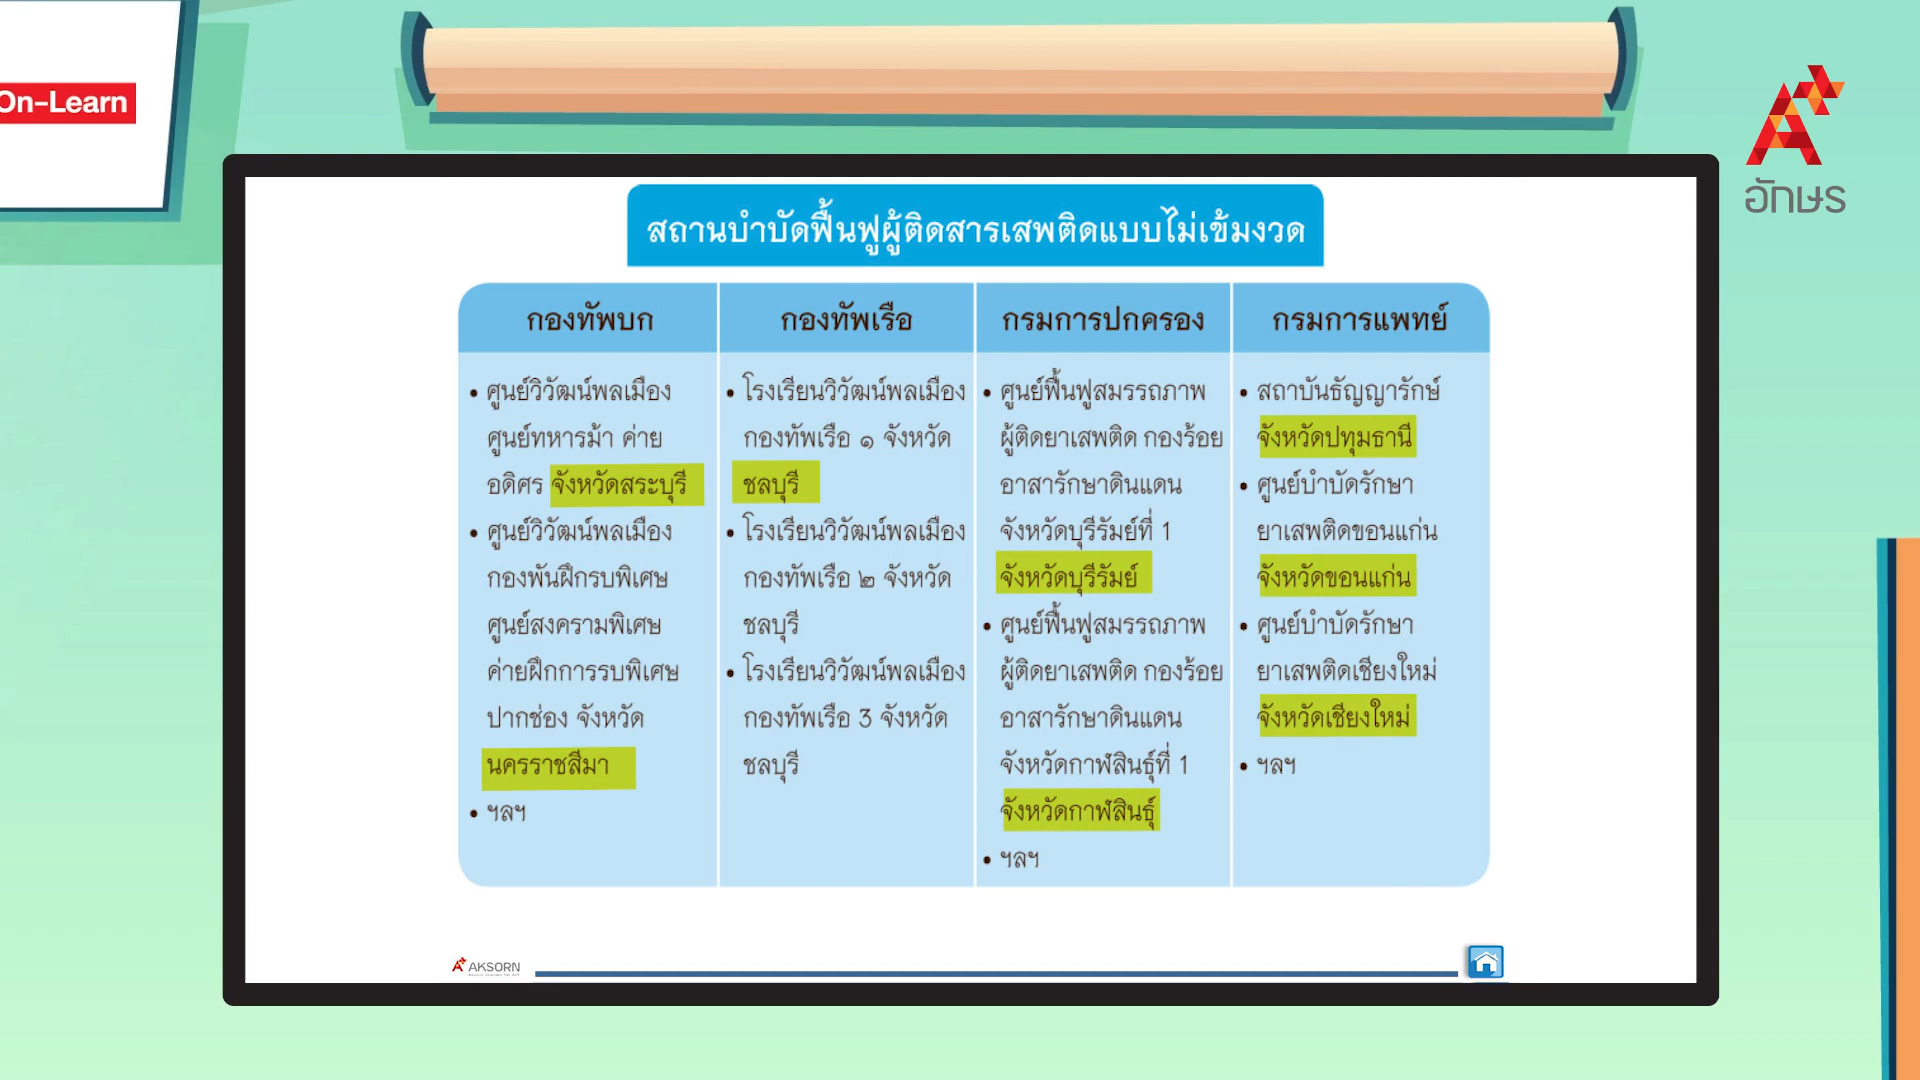 On-Learn
อักษร
สถานบำบัดฟื้นฟูผู้ติดสารเสพติดแบบไม่เข้มงวด
กองทัพบก
• ศูนย์วิวัฒน์พลเมือง
ศูนย์ทหารม้า ค่าย
อดิศร จังหวัดสระบุรี
• ศูนย์วิวัฒน์พลเมือง
กองพันฝึกรบพิเศษ
ศูนย์สงครามพิเศษ
ค่ายฝึกการรบพิเศษ
ปากช่อง จังหวัด
นครราชสีมา
• ฯลฯ
กองทัพเรือ
• โรงเรียนวิวัฒน์พลเมือง
กองทัพเรือ ๑ จังหวัด
ชลบุรี
• โรงเรียนวิวัฒน์พลเมือง
กองทัพเรือ ๒ จังหวัด
ชลบุรี
• โรงเรียนวิวัฒน์พลเมือง
กองทัพเรือ 3 จังหวัด
ชลบุรี
กรมการปกครอง
• ศูนย์ฟื้นฟูสมรรถภาพ
ผู้ติดยาเสพติด กองร้อย
อาสารักษาดินแดน
จังหวัดบุรีรัมย์ที่ 1
จังหวัดบุรีรัมย์
• ศูนย์ฟื้นฟูสมรรถภาพ
ผู้ติดยาเสพติด กองร้อย
อาสารักษาดินแดน
จังหวัดกาฬสินธุ์ที่ 1
จังหวัดกาฬสินธุ์
• ฯลฯ
กรมการแพทย์
• สถาบันธัญญารักษ์
จังหวัดปทุมธานี
• ศูนย์บำบัดรักษา
ยาเสพติดขอนแก่น
จังหวัดขอนแก่น
• ศูนย์บำบัดรักษา
ยาเสพติดเชียงใหม่
จังหวัดเชียงใหม่
• ฯลฯ
AKSORN